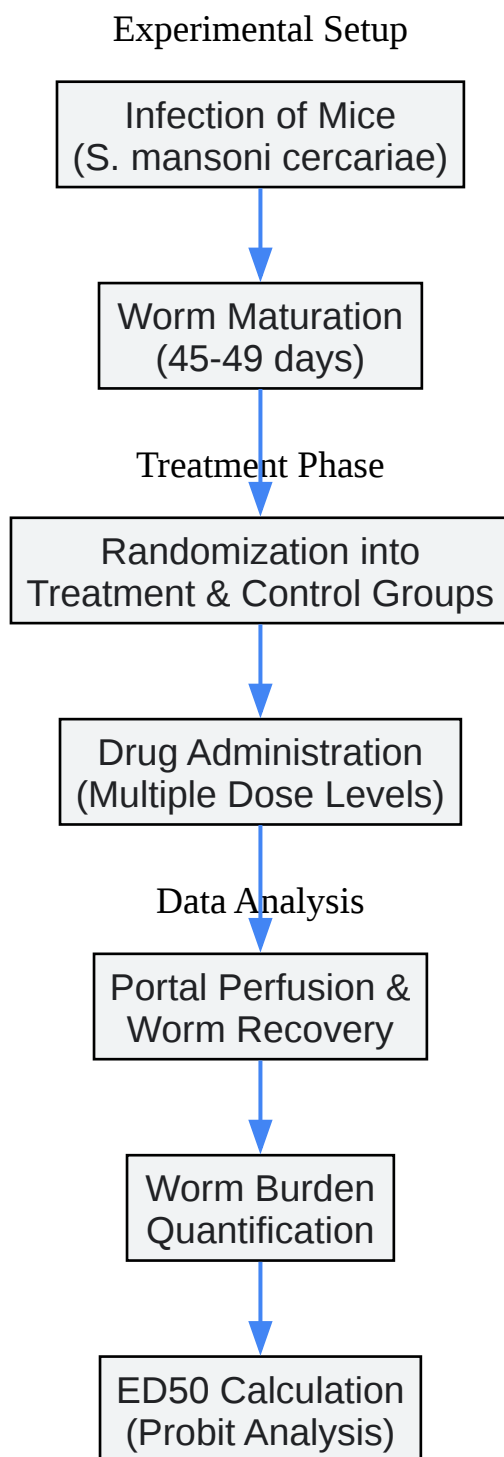 Experimental Setup
Infection of Mice
(S. mansoni cercariae)
Worm Maturation
(45-49 days)
Treatment Phase
Randomization into
Treatment & Control Groups
Drug Administration
(Multiple Dose Levels)
Data Analysis
Portal Perfusion &
Worm Recovery
Worm Burden
Quantification
ED50 Calculation
(Probit Analysis)